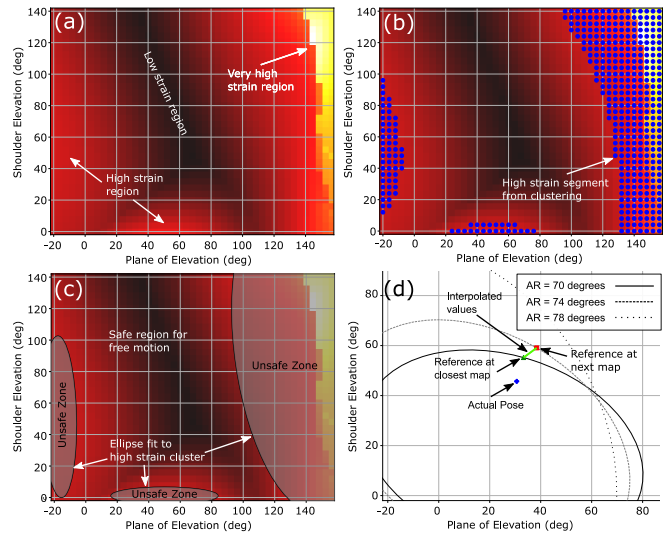 (a)
140
120
100
80
60
40
20
0
Shoulder Elevation (deg)
Low strain region
Very high
strain region
High strain
region
−20 0 20 40 60 80 100 120 140
Plane of Elevation (deg)
(b)
140
120
100
80
60
40
20
0
Shoulder Elevation (deg)
High strain segment
from clustering
−20 0 20 40 60 80 100 120 140
Plane of Elevation (deg)
(c)
140
120
100
80
60
40
20
0
Shoulder Elevation (deg)
Safe region for
free motion
Unsafe Zone
Unsafe Zone
Ellipse fit to
high strain cluster
Unsafe Zone
−20 0 20 40 60 80 100 120 140
Plane of Elevation (deg)
(d)
80
60
40
20
0
Shoulder Elevation (deg)
AR = 70 degrees
AR = 74 degrees
AR = 78 degrees
Interpolated
values
Reference at
closest map
Reference at
next map
Actual Pose
−20 0 20 40 60 80
Plane of Elevation (deg)